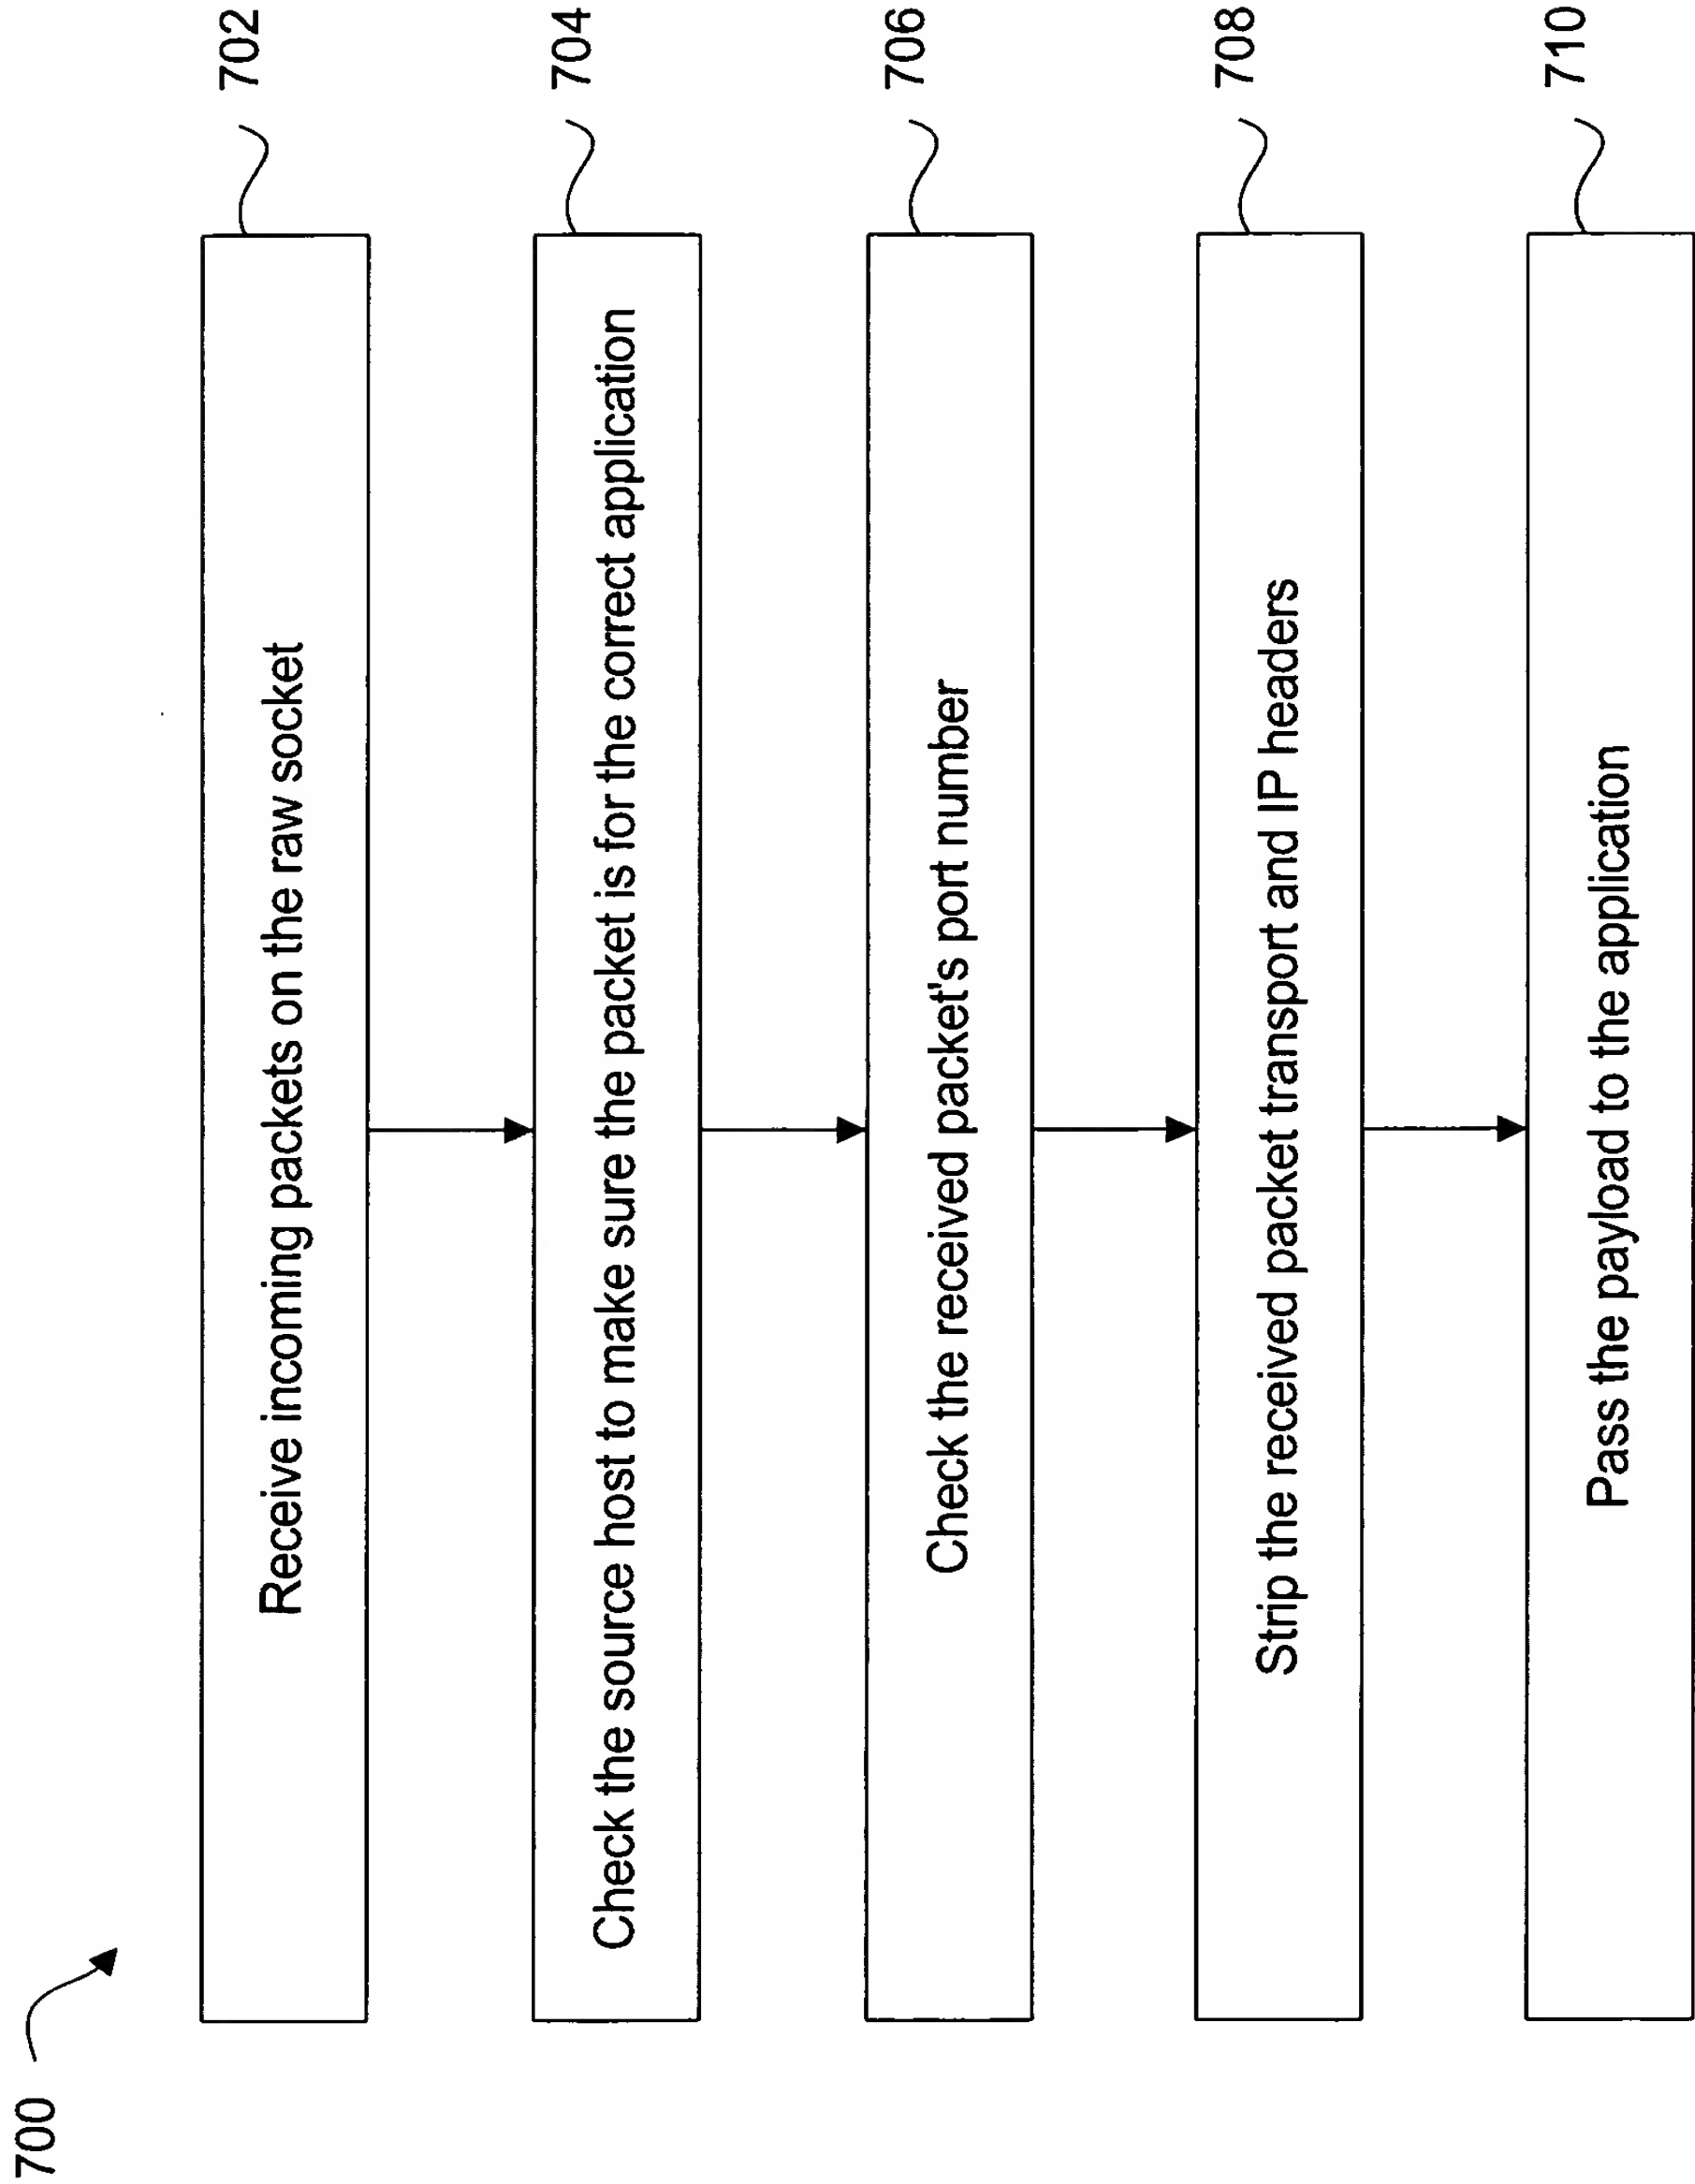 700
Receive incoming packets on the raw socket
702
Check the source host to make sure the packet is for the correct application
704
Check the received packet's port number
706
Strip the received packet transport and IP headers
708
Pass the payload to the application
710